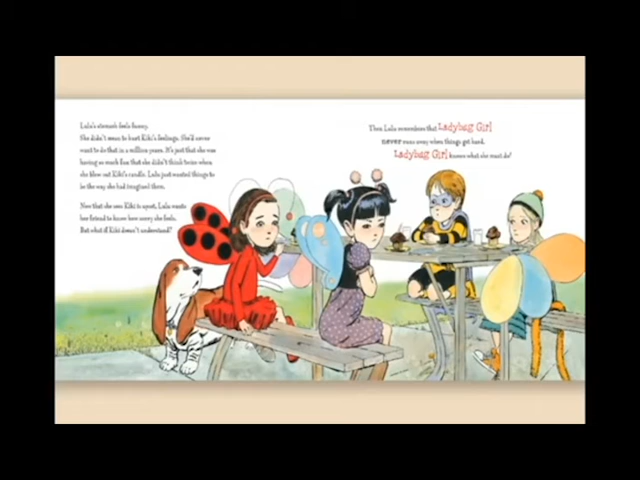 Lulu's stomach feels funny.
She didn't mean to hurt Kiki's feelings. She'd never
want to do that in a million years. It's just that she was
having so much fun that she didn't think twice when
she blew out Kiki's candle. Lulu just wanted things to
be the way she had imagined them.
Now that she sees Kiki is upset, Lulu wants
her friend to know how sorry she feels.
But what if Kiki doesn't understand?
Then Lulu remembers that Ladybug Girl
never runs away when things get hard.
Ladybug Girl knows what she must do!